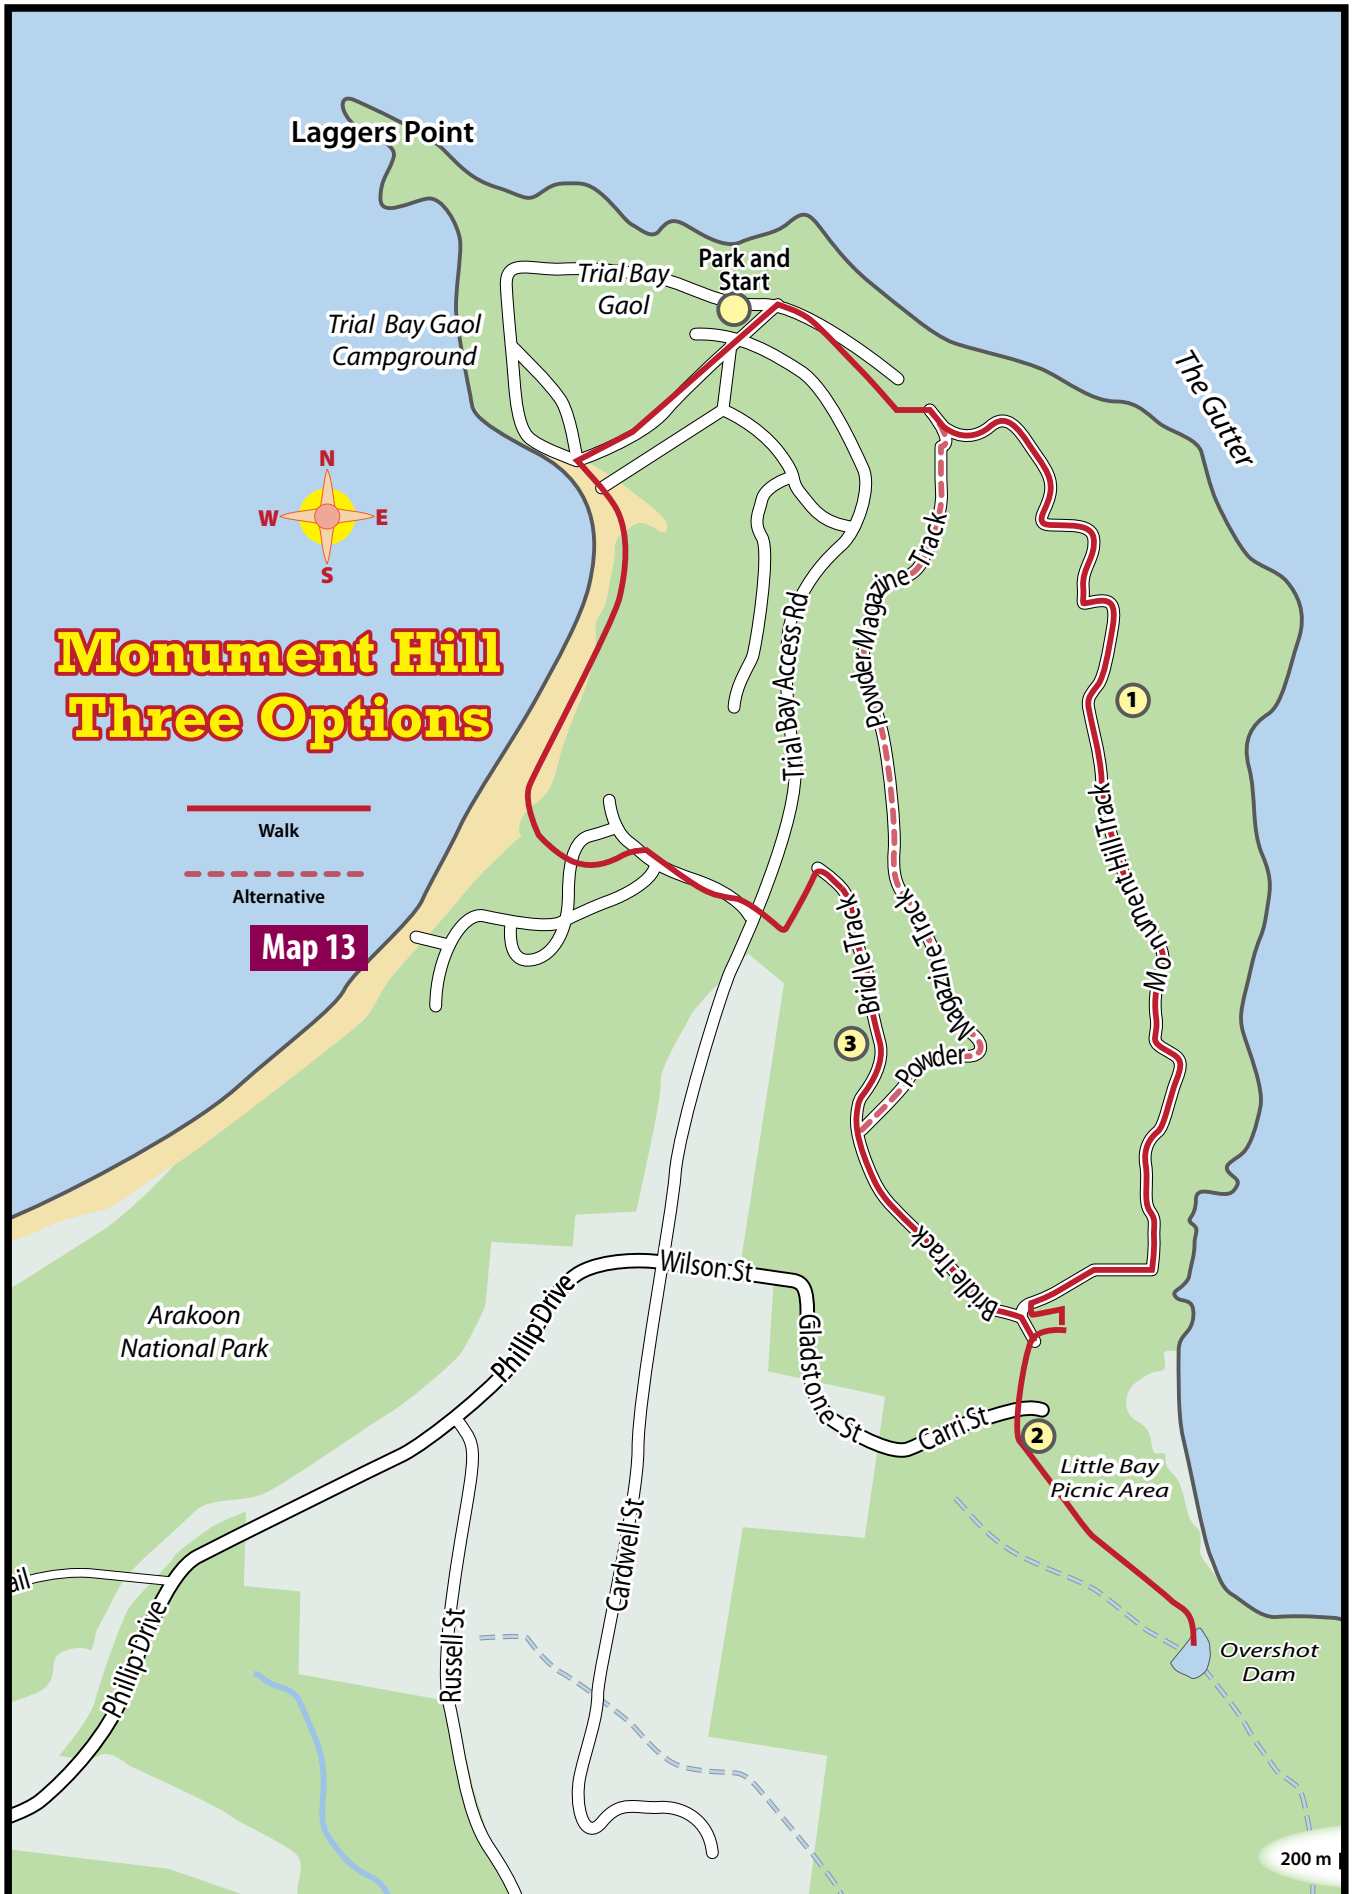 Laggers Point
Park and
Start
Trial Bay
Gaol
Trial Bay Gaol
Campground
The Gutter
N
W
E
S
Monument Hill
Three Options
Walk
Alternative
Map 13
Powder Magazine Track
Trial Bay Access Rd
1
Monument Hill Track
Bridle Track
Powder Magazine Track
3
Bridle Track
Wilson St
Phillip Drive
Gladstone St
Carri St
2
Arakoon
National Park
Little Bay
Picnic Area
Cardwell St
ail
Phillip Drive
Russell St
Overshot
Dam
200 m